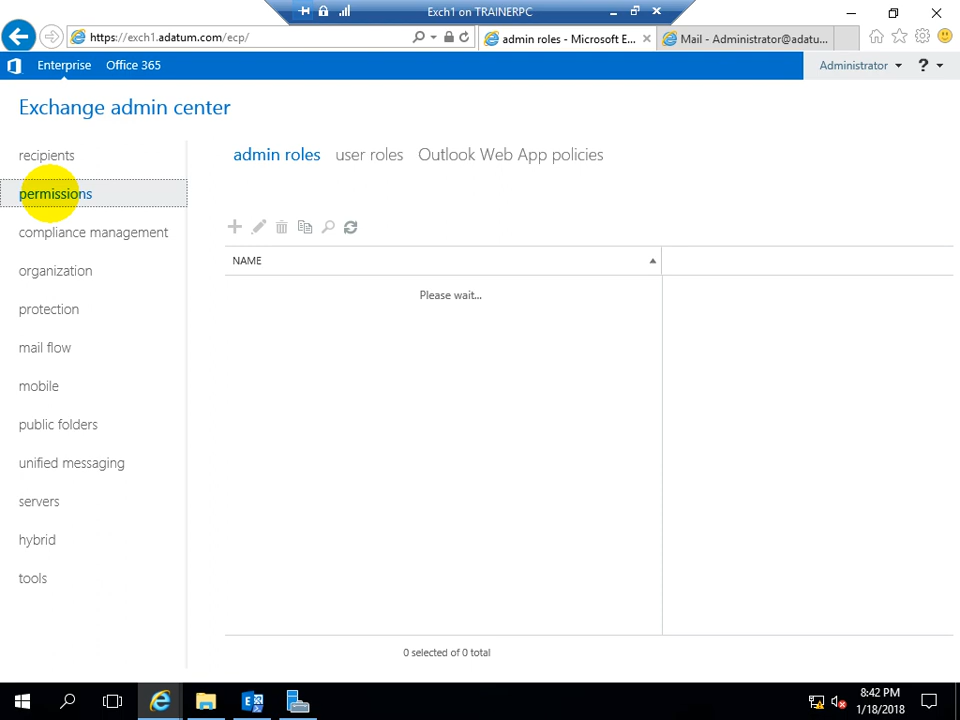 Exch1 on TRAINERPC
https://exch1.adatum.com/ecp/
admin roles - Microsoft E...
Mail - Administrator@adatu...
Enterprise
Office 365
Administrator
?
Exchange admin center
recipients
permissions
compliance management
organization
protection
mail flow
mobile
public folders
unified messaging
servers
hybrid
tools
admin roles
user roles
Outlook Web App policies
NAME
Please wait...
0 selected of 0 total
8:42 PM
1/18/2018